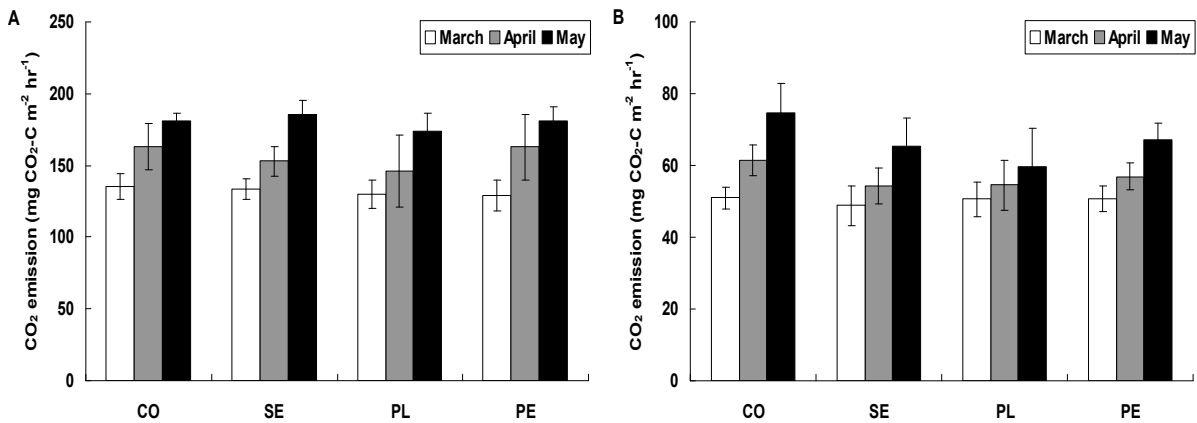 A
CO₂ emission (mg CO₂-C m⁻² hr⁻¹)
250
200
150
100
50
0
March April May
CO SE PL PE
B
CO₂ emission (mg CO₂-C m⁻² hr⁻¹)
100
80
60
40
20
0
March April May
CO SE PL PE